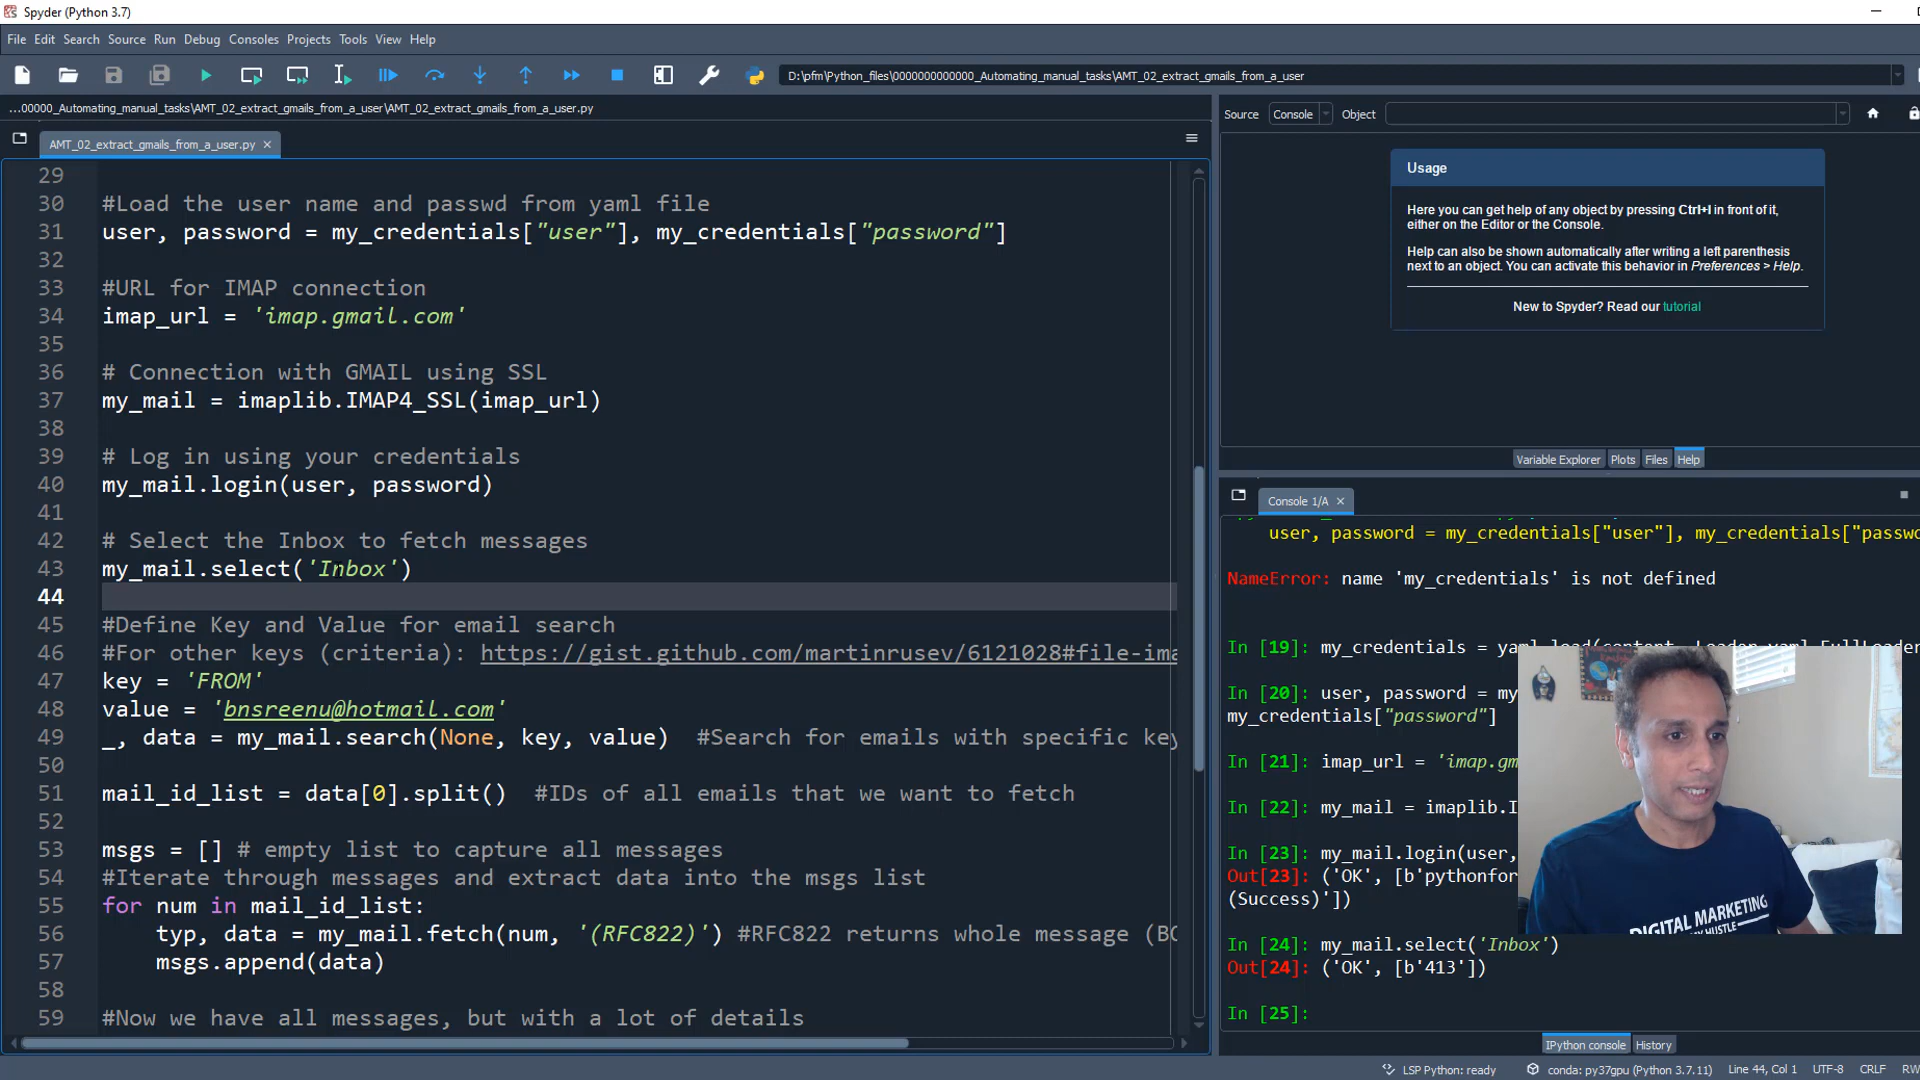 Spyder (Python 3.7)
File Edit Search Source Run Debug Consoles Projects Tools View Help
D:\pfm\Python_files\0000000000000_Automating_manual_tasks\AMT_02_extract_gmails_from_a_user
...00000_Automating_manual_tasks\AMT_02_extract_gmails_from_a_user\AMT_02_extract_gmails_from_a_user.py
AMT_02_extract_gmails_from_a_user.py
29
30 #Load the user name and passwd from yaml file
31 user, password = my_credentials["user"], my_credentials["password"]
32
33 #URL for IMAP connection
34 imap_url = 'imap.gmail.com'
35
36 # Connection with GMAIL using SSL
37 my_mail = imaplib.IMAP4_SSL(imap_url)
38
39 # Log in using your credentials
40 my_mail.login(user, password)
41
42 # Select the Inbox to fetch messages
43 my_mail.select('Inbox')
44
45 #Define Key and Value for email search
46 #For other keys (criteria): https://gist.github.com/martinrusev/6121028#file-ima
47 key = 'FROM'
48 value = 'bnsreenu@hotmail.com'
49 _, data = my_mail.search(None, key, value) #Search for emails with specific key
50
51 mail_id_list = data[0].split() #IDs of all emails that we want to fetch
52
53 msgs = [] # empty list to capture all messages
54 #Iterate through messages and extract data into the msgs list
55 for num in mail_id_list:
56 typ, data = my_mail.fetch(num, '(RFC822)') #RFC822 returns whole message (BO
57 msgs.append(data)
58
59 #Now we have all messages, but with a lot of details
Source Console Object
Usage
Here you can get help of any object by pressing Ctrl+I in front of it,
either on the Editor or the Console.
Help can also be shown automatically after writing a left parenthesis
next to an object. You can activate this behavior in Preferences > Help.
New to Spyder? Read our tutorial
Variable Explorer Plots Files Help
Console 1/A
user, password = my_credentials["user"], my_credentials["passwo
NameError: name 'my_credentials' is not defined
In [19]: my_credentials = yaml.load(content, Loader=yaml.FullLoader
In [20]: user, password = my
my_credentials["password"]
In [21]: imap_url = 'imap.gm
In [22]: my_mail = imaplib.I
In [23]: my_mail.login(user,
Out[23]: ('OK', [b'pythonfor
(Success)'])
In [24]: my_mail.select('Inbox')
Out[24]: ('OK', [b'413'])
In [25]:
DIGITAL MARKETING
MY HUSTLE
IPython console History
LSP Python: ready conda: py37gpu (Python 3.7.11) Line 44, Col 1 UTF-8 CRLF RW